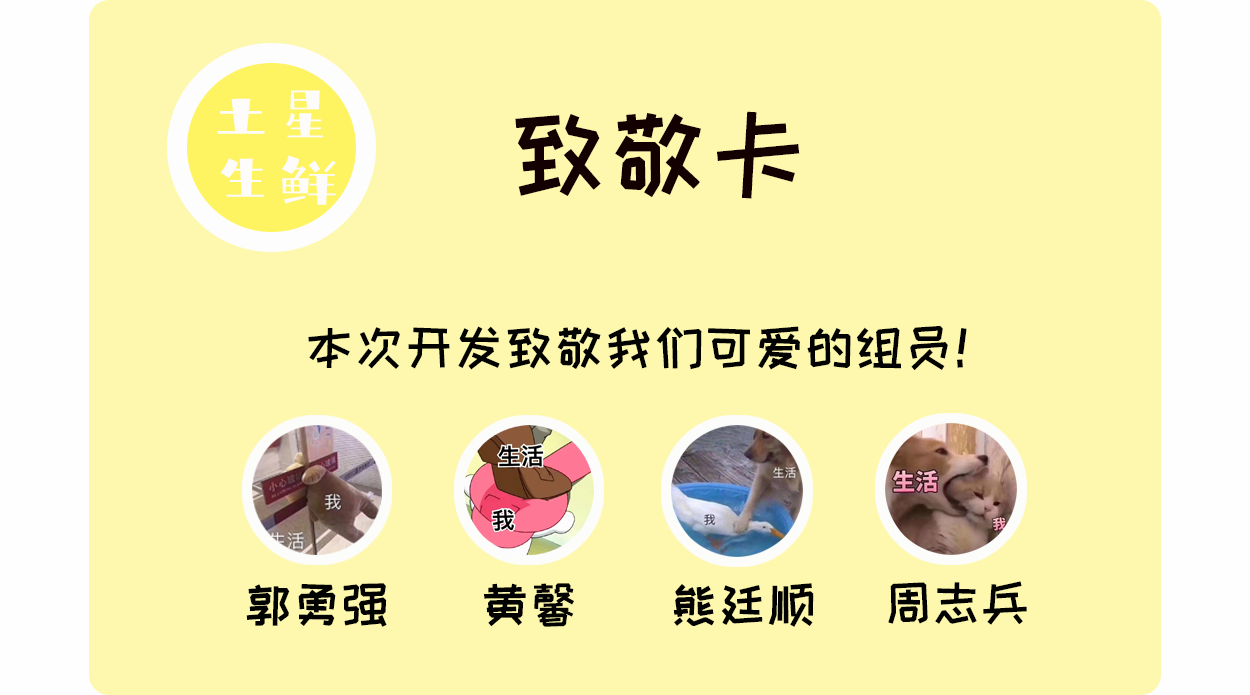 土星
生鲜
致敬卡
本次开发致敬我们可爱的组员!
小心
我
生活
生活
我
生活
我
生活
我
郭勇强
黄馨
熊廷顺
周志兵